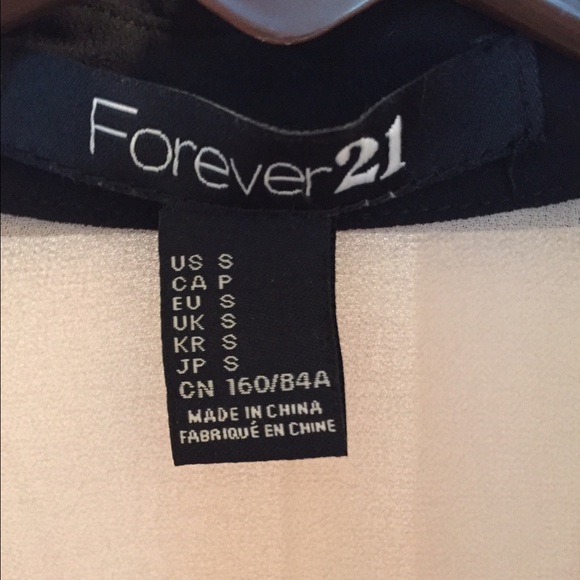 Forever21
US S
CA P
EU S
UK S
KR S
JP S
CN 160/84A
MADE IN CHINA
FABRIQUÉ EN CHINE